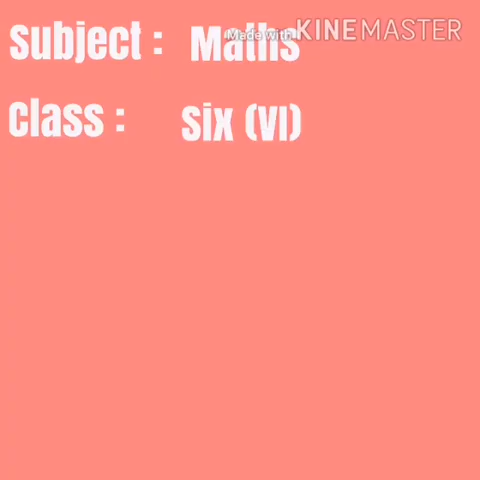 Subject : Maths
Made with KINEMASTER
Class : Six (VI)